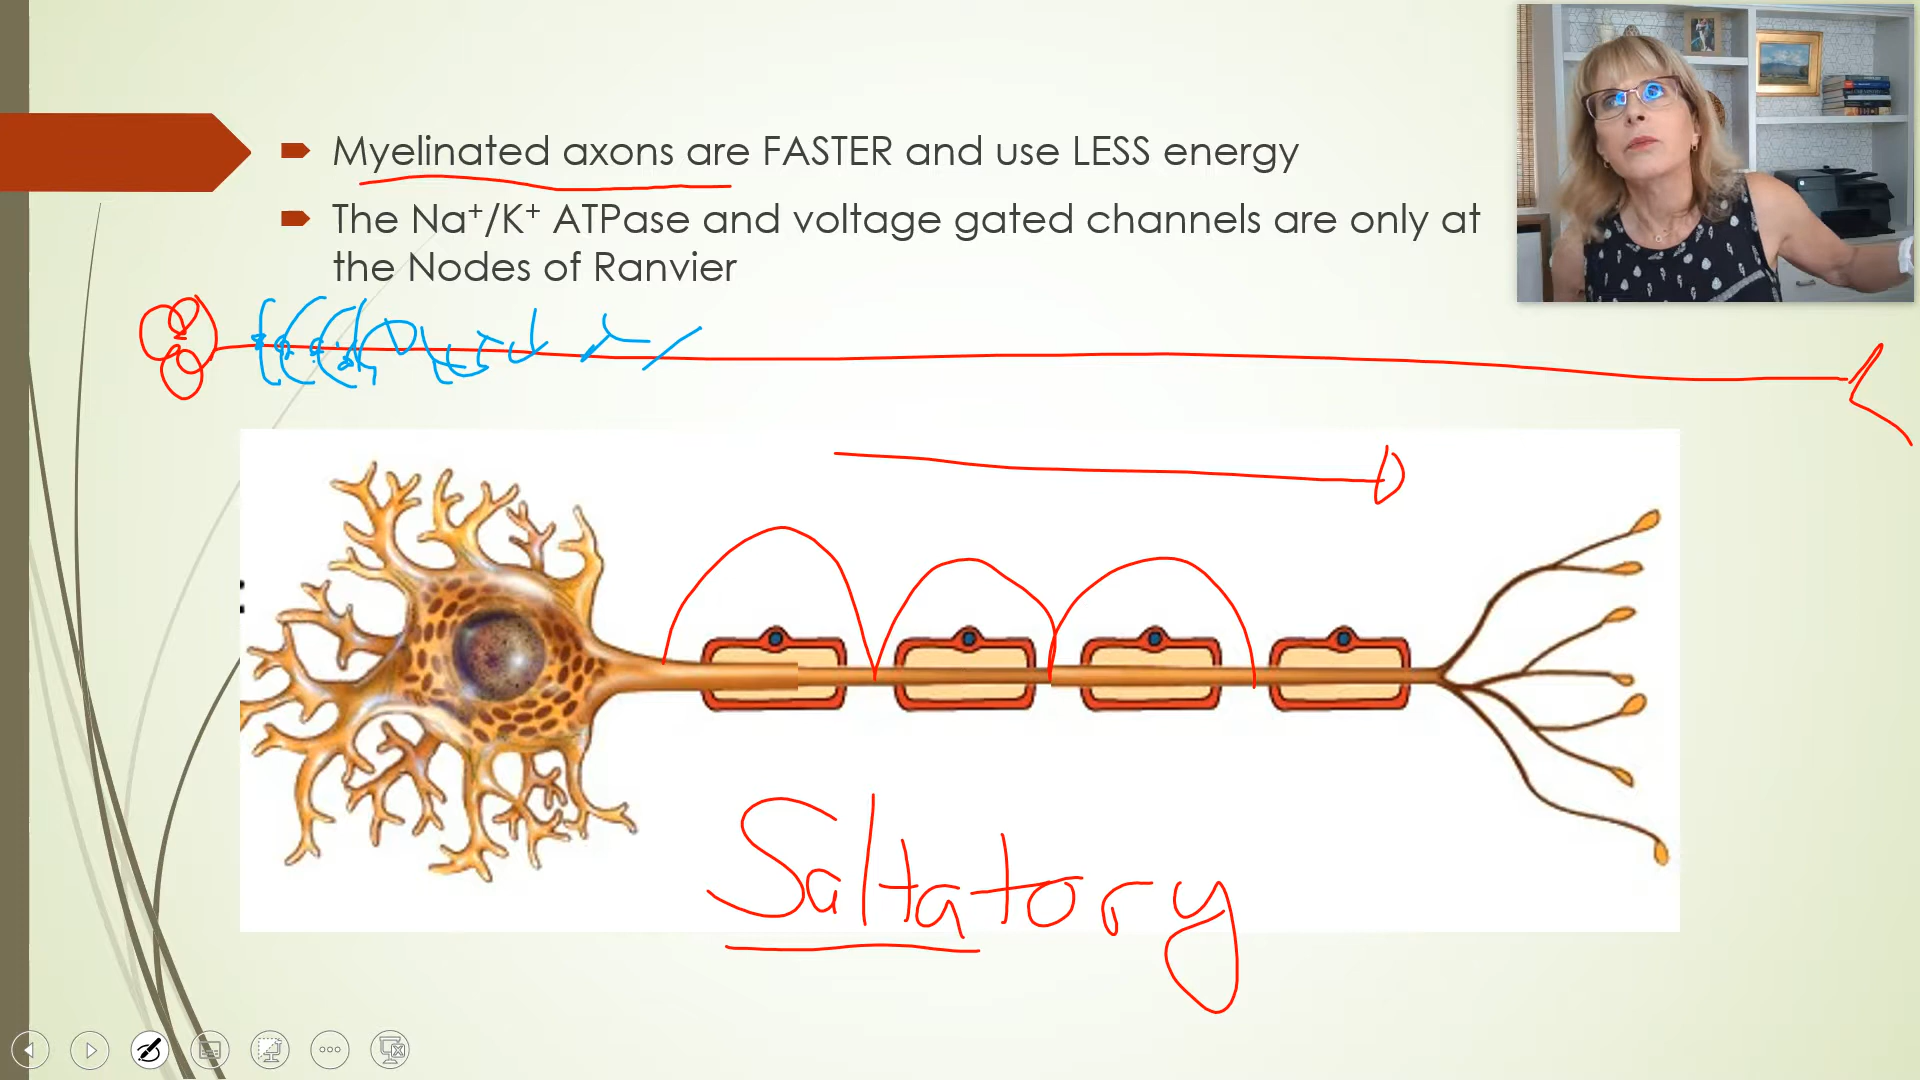 Myelinated axons are FASTER and use LESS energy
The Na⁺/K⁺ ATPase and voltage gated channels are only at
the Nodes of Ranvier
Saltatory